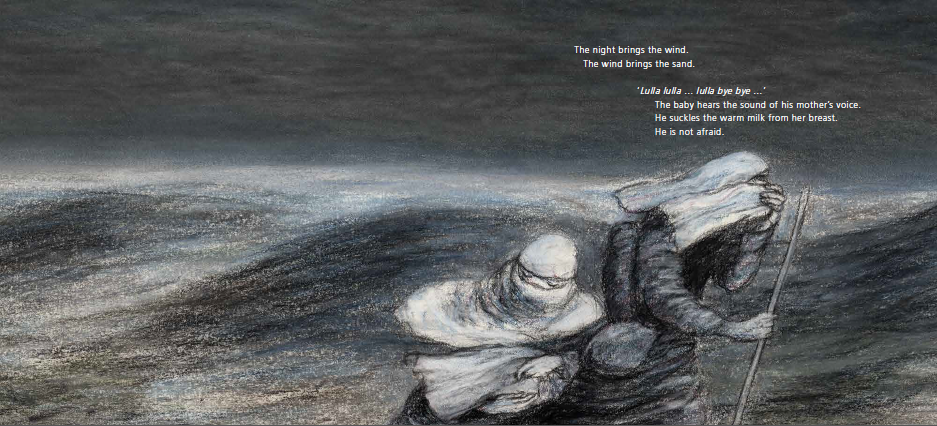 The night brings the wind.
The wind brings the sand.
‘Lulla lulla … lulla bye bye …’
The baby hears the sound of his mother’s voice.
He suckles the warm milk from her breast.
He is not afraid.